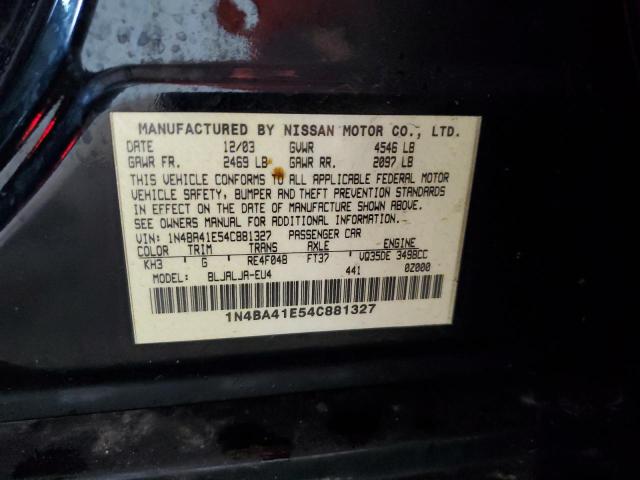 MANUFACTURED BY NISSAN MOTOR CO., LTD.
DATE 12/03 GVWR 4546 LB
GAWR FR. 2469 LB GAWR RR. 2097 LB
THIS VEHICLE CONFORMS TO ALL APPLICABLE FEDERAL MOTOR
VEHICLE SAFETY, BUMPER AND THEFT PREVENTION STANDARDS
IN EFFECT ON THE DATE OF MANUFACTURE SHOWN ABOVE.
SEE OWNERS MANUAL FOR ADDITIONAL INFORMATION.
VIN: 1N4BA41E54C881327 PASSENGER CAR
COLOR TRIM TRANS AXLE ENGINE
KH3 G RE4F04B FT37 VQ35DE 3498CC
MODEL: BLJALJA-EU4 441 0Z000
1N4BA41E54C881327